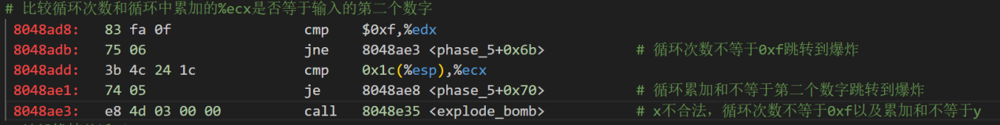 # 比较循环次数和循环中累加的%ecx是否等于输入的第二个数字
8048ad8: 83 fa 0f cmp $0xf,%edx
8048adb: 75 06 jne 8048ae3 <phase_5+0x6b> # 循环次数不等于0xf跳转到爆炸
8048add: 3b 4c 24 1c cmp 0x1c(%esp),%ecx
8048ae1: 74 05 je 8048ae8 <phase_5+0x70> # 循环累加和不等于第二个数字跳转到爆炸
8048ae3: e8 4d 03 00 00 call 8048e35 <explode_bomb> # x不合法，循环次数不等于0xf以及累加和不等于y